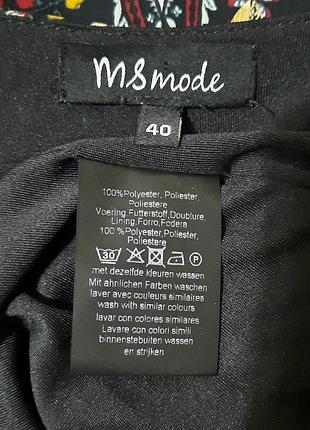 M&mode
40
100%Polyester, Poliester,
Poliestere
Voering,Futterstoff,Doublure,
Lining,Forro,Fodera
100%Polyester,Poliester,
Poliestere
30 P
met dezelfde kleuren wassen
Mit ähnlichen Farben waschen
laver avec couleurs similaires
wash with similar colours
lavar con colores similares
Lavare con colori simili
binnenstebuiten wassen
en strijken